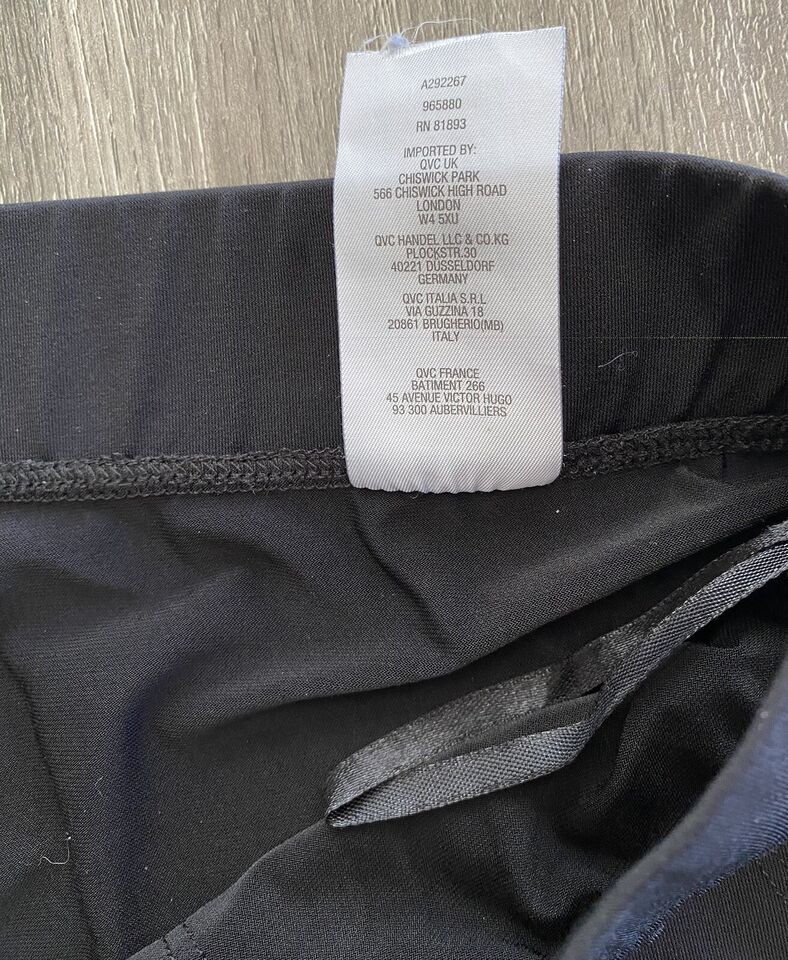 A292267
965880
RN 81893
IMPORTED BY:
QVC UK
CHISWICK PARK
566 CHISWICK HIGH ROAD
LONDON
W4 5XU
QVC HANDEL LLC & CO.KG
PLOCKSTR.30
40221 DÜSSELDORF
GERMANY
QVC ITALIA S.R.L
VIA GUZZINA 18
20861 BRUGHERIO(MB)
ITALY
QVC FRANCE
BATIMENT 266
45 AVENUE VICTOR HUGO
93 300 AUBERVILLIERS